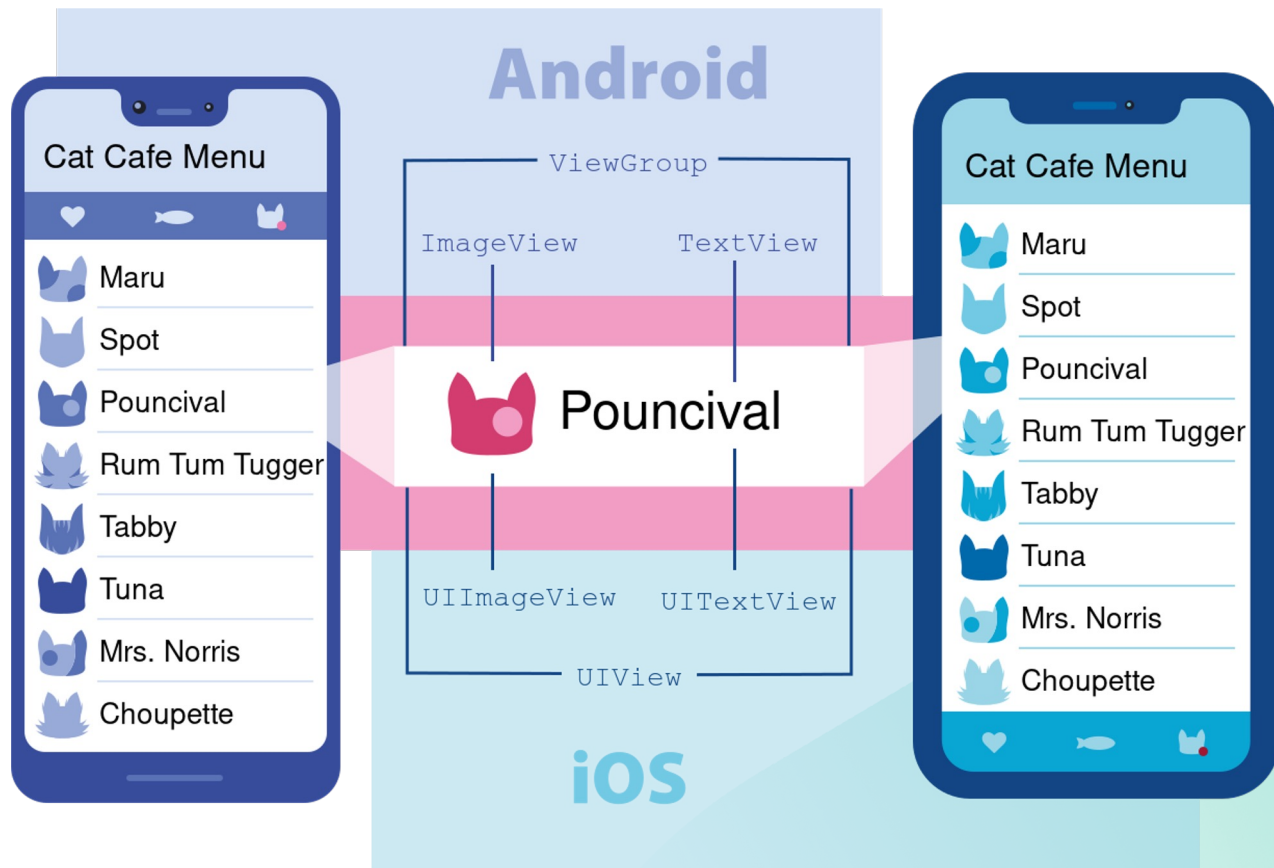 Android
Cat Cafe Menu
Maru
Spot
Pouncival
Rum Tum Tugger
Tabby
Tuna
Mrs. Norris
Choupette
ViewGroup
ImageView
TextView
Pouncival
UIImageView
UITextView
UIView
iOS
Cat Cafe Menu
Maru
Spot
Pouncival
Rum Tum Tugger
Tabby
Tuna
Mrs. Norris
Choupette